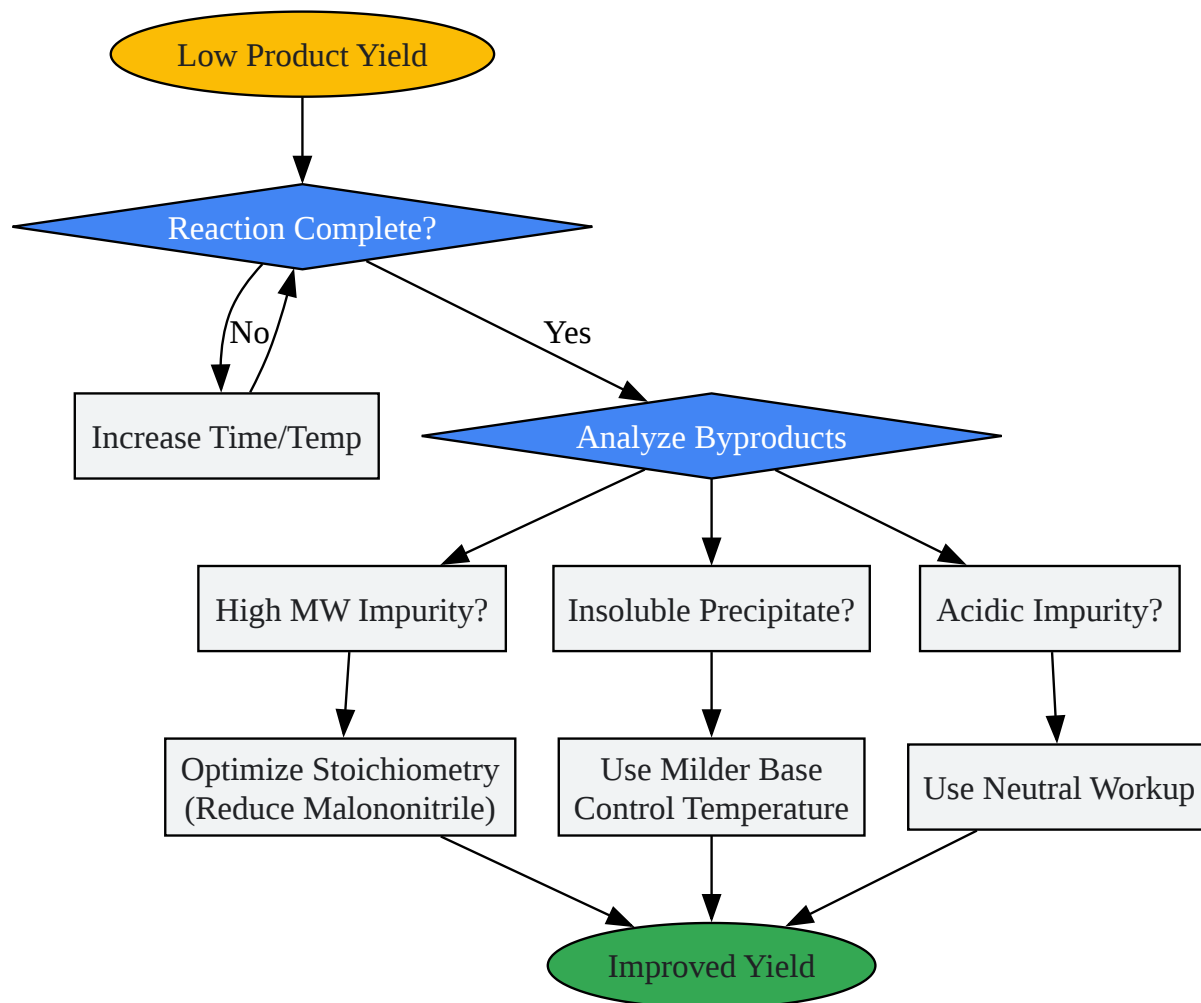 Low Product Yield
Reaction Complete?
No
Yes
Increase Time/Temp
Analyze Byproducts
High MW Impurity?
Insoluble Precipitate?
Acidic Impurity?
Optimize Stoichiometry
(Reduce Malononitrile)
Use Milder Base
Control Temperature
Use Neutral Workup
Improved Yield